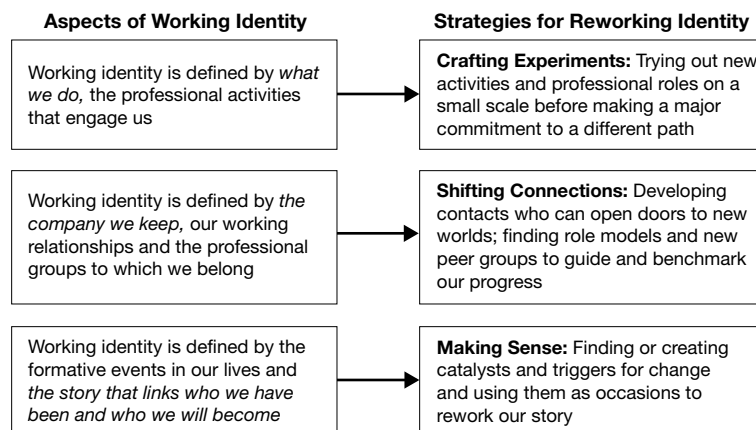 Aspects of Working Identity
Strategies for Reworking Identity
Working identity is defined by what
we do, the professional activities
that engage us
Crafting Experiments: Trying out new
activities and professional roles on a
small scale before making a major
commitment to a different path
Working identity is defined by the
company we keep, our working
relationships and the professional
groups to which we belong
Shifting Connections: Developing
contacts who can open doors to new
worlds; finding role models and new
peer groups to guide and benchmark
our progress
Working identity is defined by the
formative events in our lives and
the story that links who we have
been and who we will become
Making Sense: Finding or creating
catalysts and triggers for change
and using them as occasions to
rework our story